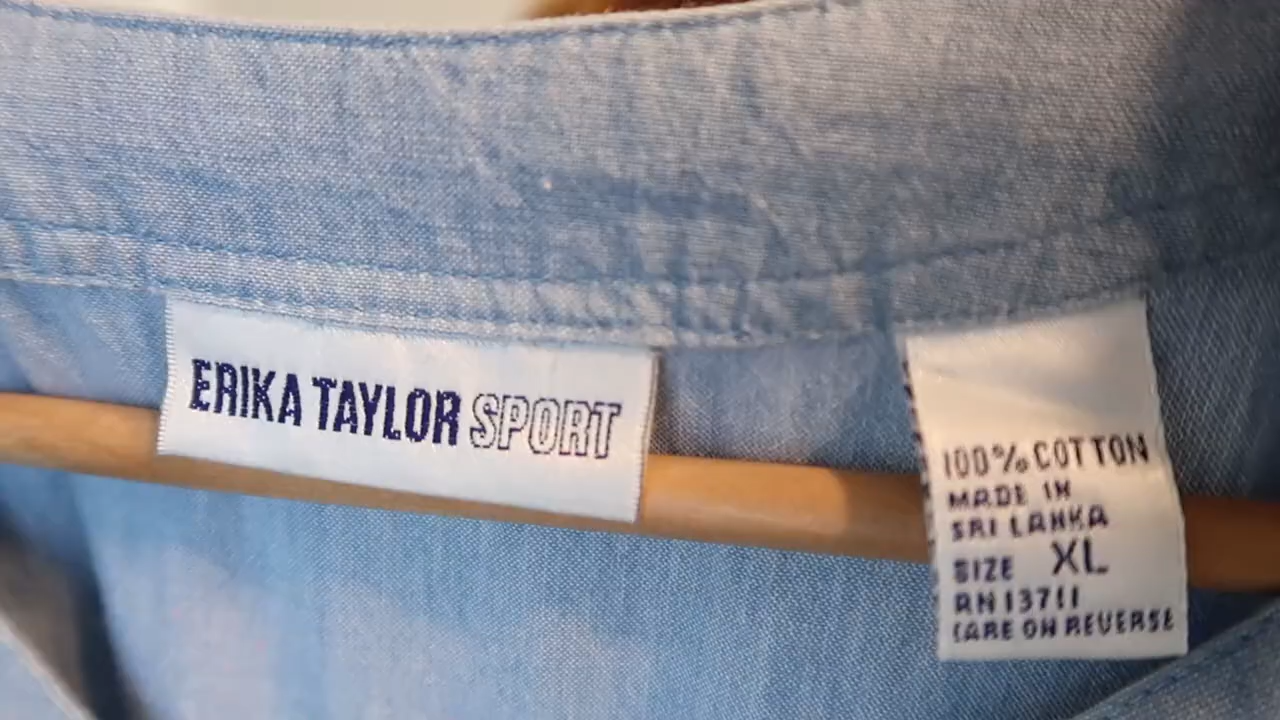 ERIKA TAYLOR SPORT
100% COTTON
MADE IN
SRI LANKA
SIZE XL
RN 13711
CARE ON REVERSE